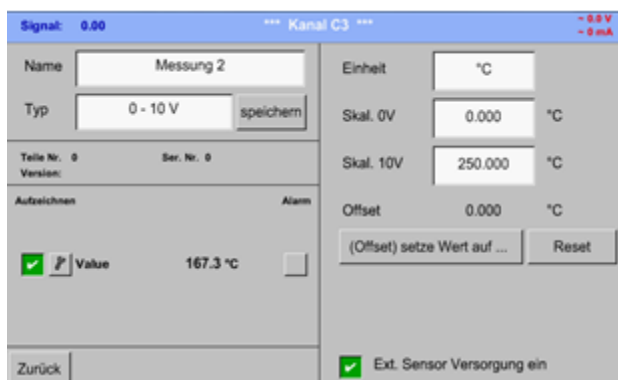 Signal: 0.00
*** Kanal C3 ***
~ 0.0 V
~ 0 mA
Name
Messung 2
Typ
0 - 10 V
speichern
Teile Nr. 0
Ser. Nr. 0
Version:
Aufzeichnen
Alarm
Value
167.3 °C
Zurück
Einheit
°C
Skal. 0V
0.000
°C
Skal. 10V
250.000
°C
Offset
0.000
°C
(Offset) setze Wert auf ...
Reset
Ext. Sensor Versorgung ein